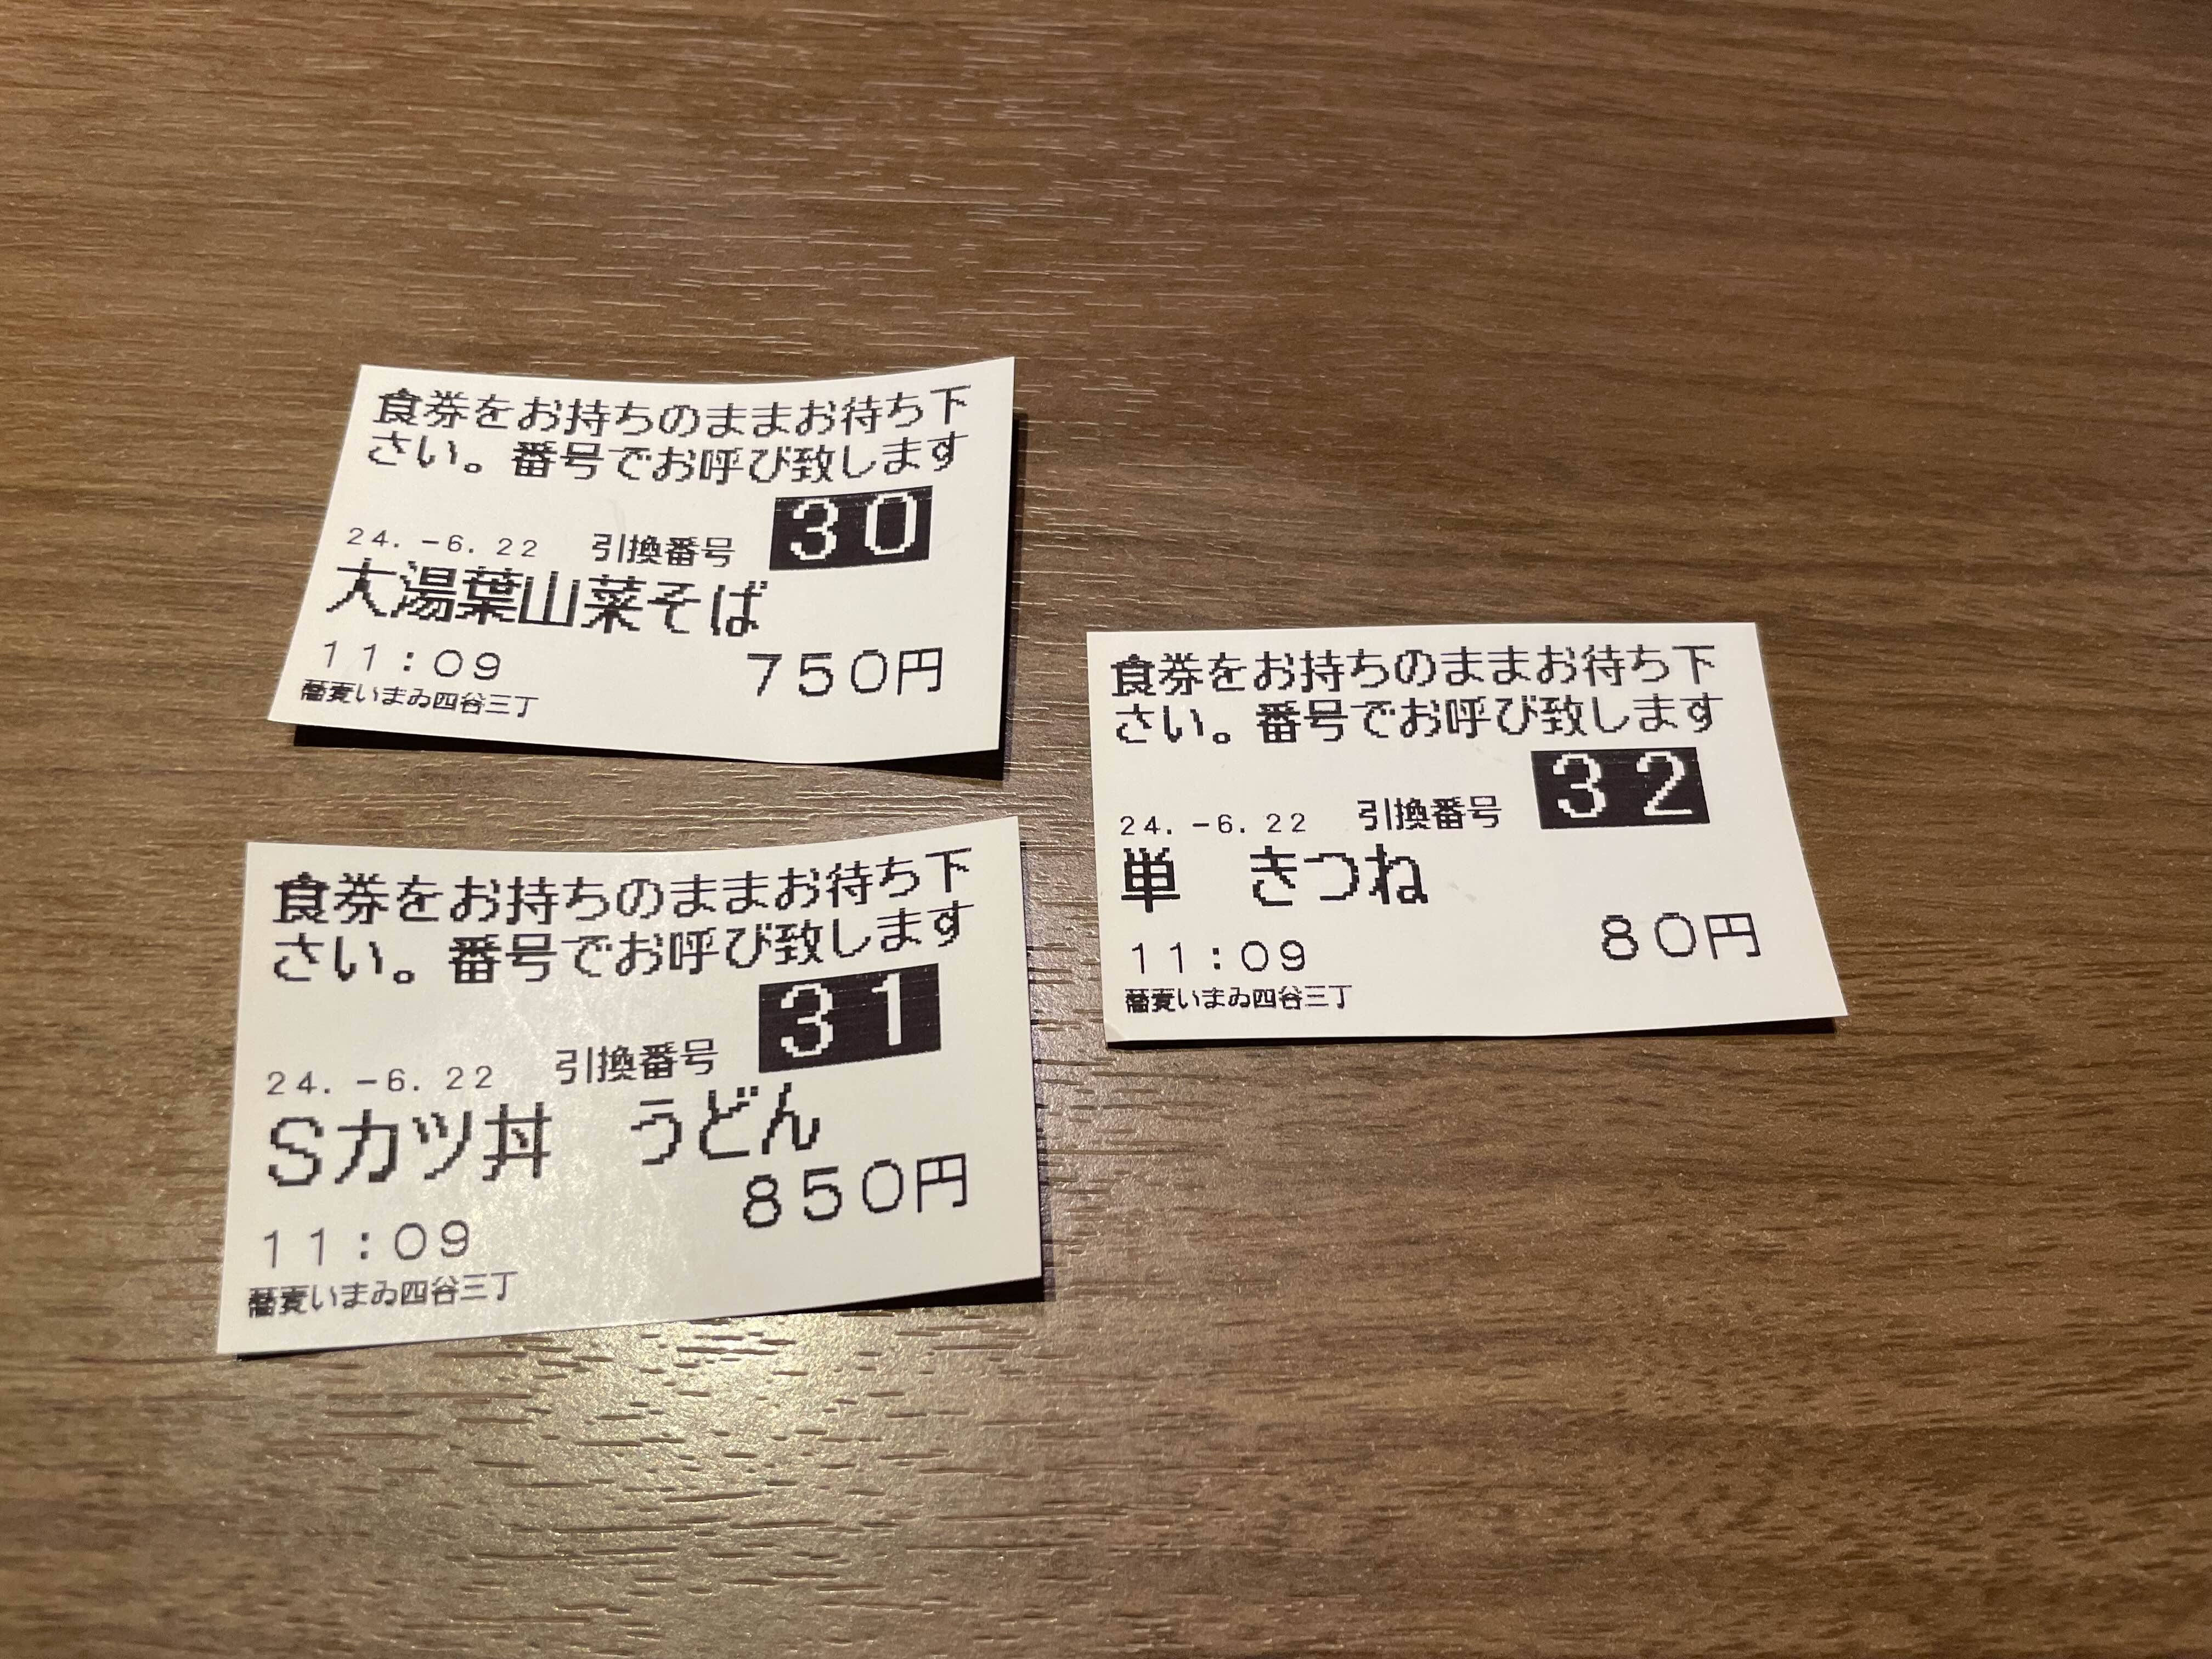 食券をお持ちのままお待ち下
さい。番号でお呼び致します
24.-6.22 引換番号 30
大湯葉山菜そば
750円
11:09
蕎麦いまゐ四谷三丁
食券をお持ちのままお待ち下
さい。番号でお呼び致します
24.-6.22 引換番号 31
Sカツ丼 うどん
850円
11:09
蕎麦いまゐ四谷三丁
食券をお持ちのままお待ち下
さい。番号でお呼び致します
24.-6.22 引換番号 32
単 きつね
80円
11:09
蕎麦いまゐ四谷三丁